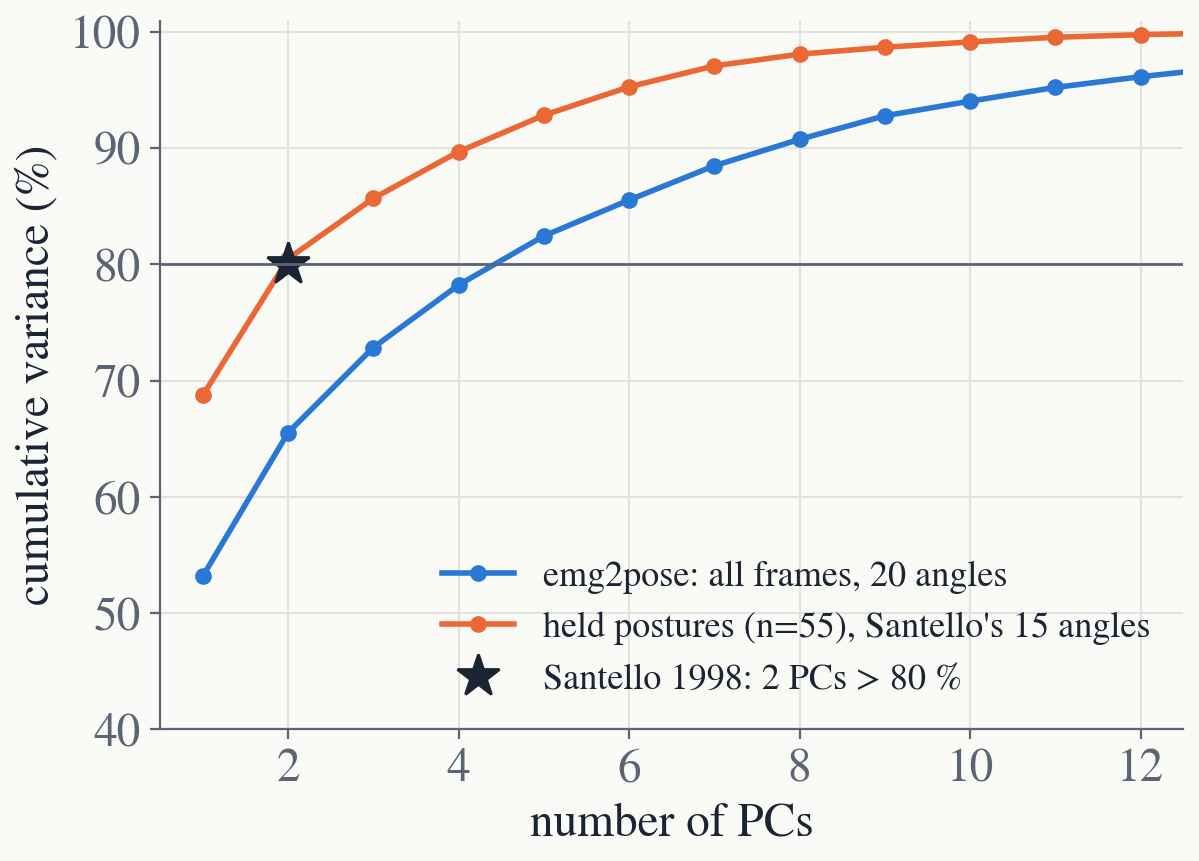 100
90
80
70
60
50
40
cumulative variance (%)
emg2pose: all frames, 20 angles
held postures (n=55), Santello's 15 angles
Santello 1998: 2 PCs > 80 %
2 4 6 8 10 12
number of PCs